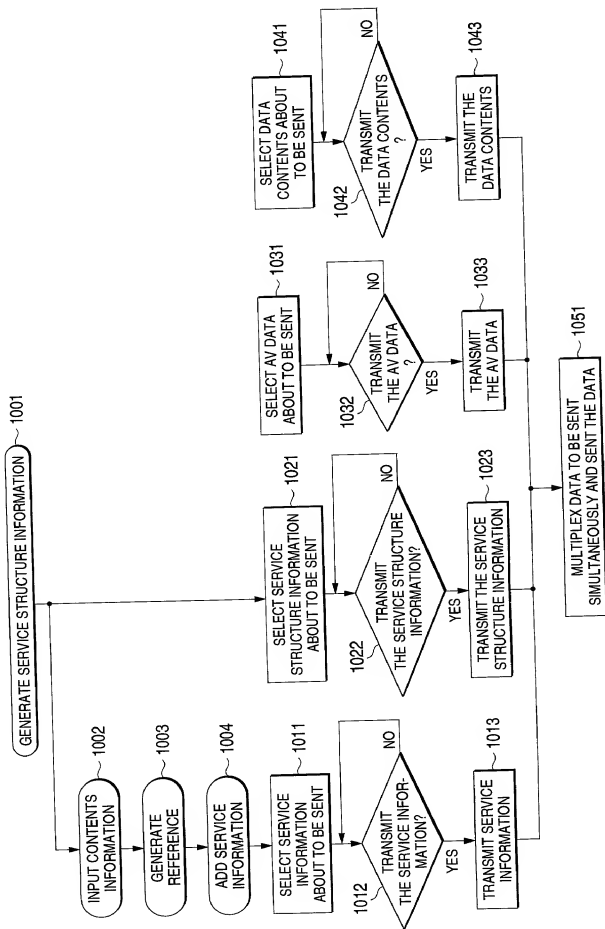 GENERATE SERVICE STRUCTURE INFORMATION
1001
INPUT CONTENTS
INFORMATION
1002
GENERATE
REFERENCE
1003
ADD SERVICE
INFORMATION
1004
SELECT SERVICE
INFORMATION
ABOUT TO BE SENT
1011
TRANSMIT
THE SERVICE INFOR-
MATION?
1012
NO
YES
TRANSMIT SERVICE
INFORMATION
1013
SELECT SERVICE
STRUCTURE INFORMATION
ABOUT TO BE SENT
1021
TRANSMIT
THE SERVICE STRUCTURE
INFORMATION?
1022
NO
YES
TRANSMIT THE SERVICE
STRUCTURE INFORMATION
1023
SELECT AV DATA
ABOUT TO BE SENT
1031
TRANSMIT
THE AV DATA
?
1032
NO
YES
TRANSMIT
THE AV DATA
1033
SELECT DATA
CONTENTS ABOUT
TO BE SENT
1041
TRANSMIT
THE DATA CONTENTS
?
1042
NO
YES
TRANSMIT THE
DATA CONTENTS
1043
MULTIPLEX DATA TO BE SENT
SIMULTANEOUSLY AND SENT THE DATA
1051